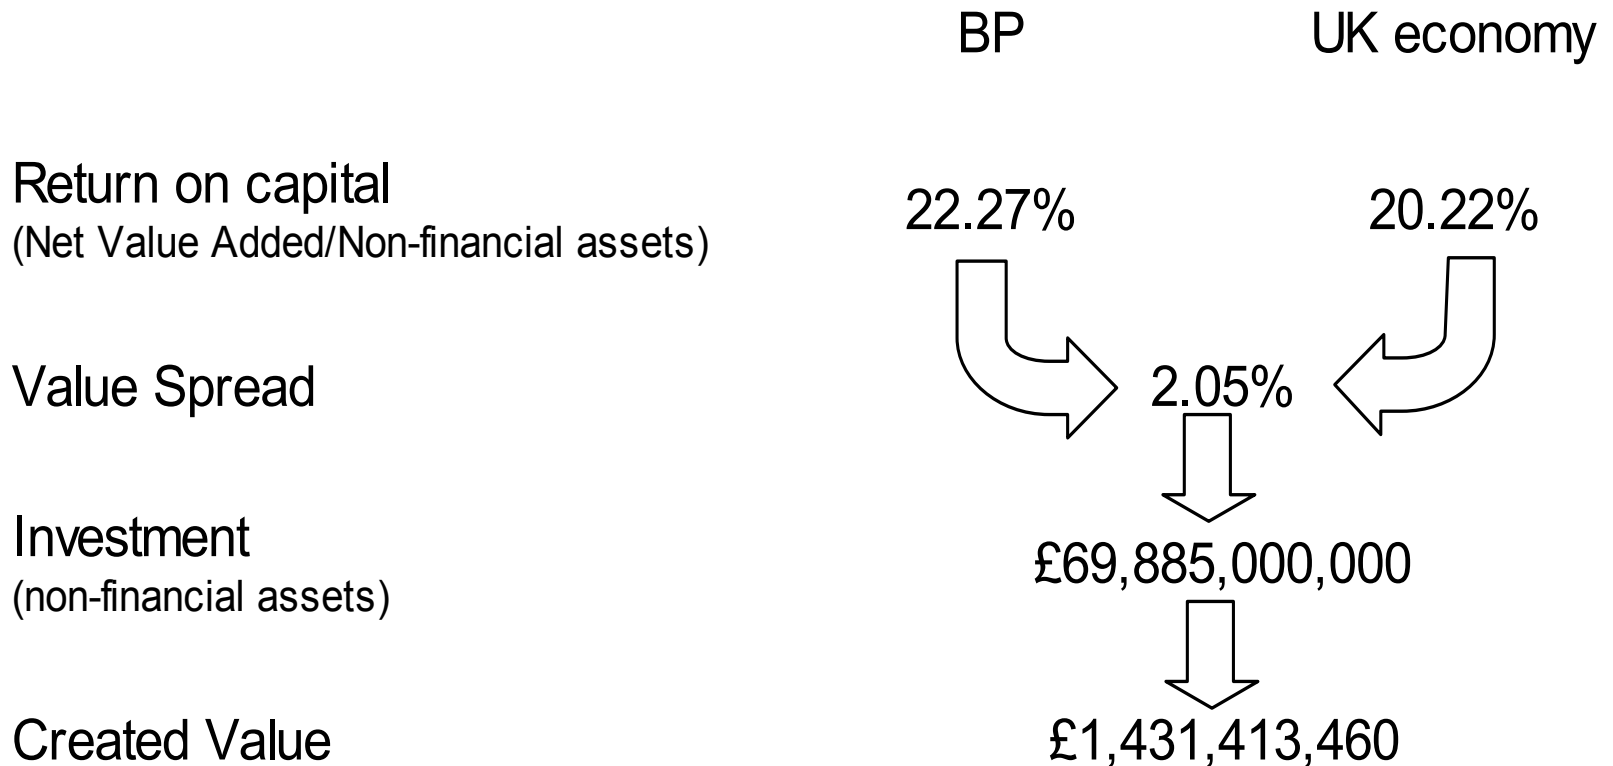 BP UK economy
Return on capital
(Net Value Added/Non-financial assets)
22.27% 20.22%
Value Spread 2.05%
Investment
(non-financial assets)
£69,885,000,000
Created Value £1,431,413,460